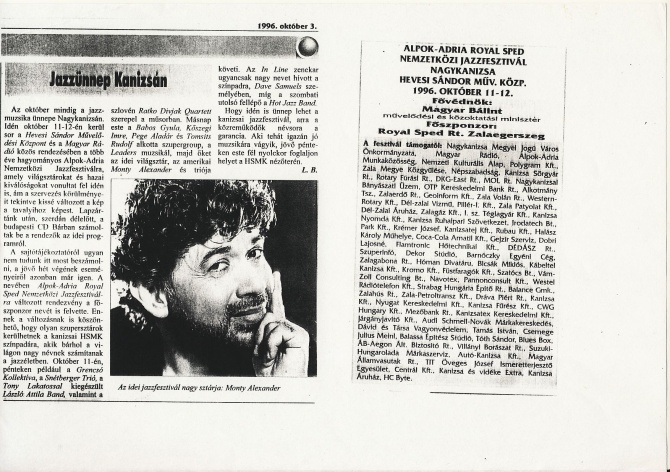 1996. október 3.
Jazzünnep Kanizsán
Az október mindig a jazz-
muzsika ünnepe Nagykanizsán.
Idén október 11-12-én kerül
sor a Hevesi Sándor Művelő-
dési Központ és a Magyar Rá-
dió közös rendezésében a több
éve hagyományos Alpok-Adria
Nemzetközi Jazzfesztiválra,
amely világsztárokat és hazai
kiválóságokat vonultat fel idén
is, ám a szervezés körülménye-
it tekintve kissé változott a kép
a tavalyihoz képest. Lapzár-
tánk után, szerdán délelőtt, a
budapesti CD Bárban számol-
tak be a rendezők az idei prog-
ramról.
A sajtótájékoztatóról ugyan
nem tudunk itt most beszámol-
ni, a jövő hét végének esemé-
nyeiről azonban már igen. A
nevében Alpok-Adria Royal
Sped Nemzetközi Jazzfesztivál-
ra változott rendezvény a fő-
szponzor nevét is felvette. En-
nek a változásnak is köszön-
hető, hogy olyan szupersztárok
kerülhetnek a kanizsai HSMK
színpadira, akik bárhol a vi-
lágon nagy névnek számítanak
a jazzéletben. Október 11-én,
pénteken például a Grencsó
Kollektíva, a Snétberger Trió, a
Tony Lakatossal kiegészült
László Attila Band, valamint a
szlovén Ratko Divjak Quartett
szerepel a műsorban. Másnap
este a Babos Gyula, Kőszegi
Imre, Pege Aladár és Tomsits
Rudolf alkotta szupergroup, a
Leaders muzsikál, majd őket
az idei világsztár, az amerikai
Monty Alexander és triója
követi. Az In Line zenekar
ugyancsak nagy nevet hívott a
színpadra, Dave Samuels sze-
mélyében, míg a szombati
utolsó fellépő a Hot Jazz Band.
Hogy idén is ünnep lehet a
kanizsai jazzfesztivál, arra a
közreműködők névsora a
garancia. Aki tehát igazán jó
muzsikára vágyik, jövő pénte-
ken este fél nyolckor foglaljon
helyet a HSMK nézőterén.
L. B.
Az idei jazzfesztivál nagy sztárja: Monty Alexander
ALPOK-ADRIA ROYAL SPED
NEMZETKÖZI JAZZFESZTIVÁL
NAGYKANIZSA
HEVESI SÁNDOR MŰV. KÖZP.
1996. OKTÓBER 11-12.
Fővédnök:
Magyar Bálint
művelődési és közoktatási miniszter
Főszponzor:
Royal Sped Rt. Zalaegerszeg
A fesztivál támogatói: Nagykanizsa Megyei Jogú Város
Önkormányzata, Magyar Rádió, Alpok-Adria
Munkaközösség, Nemzeti Kulturális Alap, Polygram Kft.,
Zala Megye Közgyűlése, Népszabadság, Kanizsa Sörgyár
Rt., Rotary Fúrási Rt., DKG-East Rt., MOL Rt. Nagykanizsai
Bányászati Üzem, OTP Kereskedelmi Bank Rt., Alkotmány
Tsz., Zalaerdő Rt., Geoinform Kft., Zala Volán Rt., Western-
Rotary Kft., Dél-zalai Vízmű, Pillér-I. Kft., Zala Patyolat Kft.,
Dél-Zalai Áruház, Zalagáz Kft., I. sz. Téglagyár Kft., Kanizsa
Nyomda Kft., Kanizsa Ruhaipari Szövetkezet, Irodatech Bt.,
Park Kft., Krémer József, Kanizsatej Kft., Rubau Kft., Halász
Károly Műhelye, Coca-Cola Amatil Kft., Gejzír Szerviz, Dobri
Lajosné, Flamtronic Hőtechnikai Kft., DÉDÁSZ Rt.,
Szuperinfó, Dekor Stúdió, Barnóczky Egyéni Cég,
Zalagabona Rt., Hóman Divatáru, Bicsák Miklós, Kábeltel
Kanizsa Kft., Kromo Kft., Füstfaragók Kft., Szatócs Bt., Vám-
Zoll Consulting Bt., Navotex, Pannonconsult Kft., Westel
Rádiótelefon Kft., Strabag Hungária Építő Rt., Balance Gmk.,
Zalahús Rt., Zala-Petroltransz Kft., Dráva Piért Rt., Kanizsa
Kft., Nyugat Kereskedelmi Kft., Kanizsa Fűrész Kft., CWG
Hungary Kft., Mezőbank Rt., Kanizsatex Kereskedelmi Kft.,
Járgányjavító Kft., Audi Schmell-Novák Márkakereskedés,
Dávid és Társa Vagyonvédelem, Tamás István, Csemege
Julius Meinl, Balassa Építész Stúdió, Tóth Sándor, Blues Box,
ÁB-Aegon Ált. Biztosító Rt., Villányi Borászat Rt., Suzuki-
Hungarolada Márkaszerviz, Autó-Kanizsa Kft., Magyar
Államvasutak Rt., TIT Öveges József Ismeretterjesztő
Egyesület, Centrál Kft., Kanizsa és vidéke Extra, Kanizsa
Áruház, HC Byte.